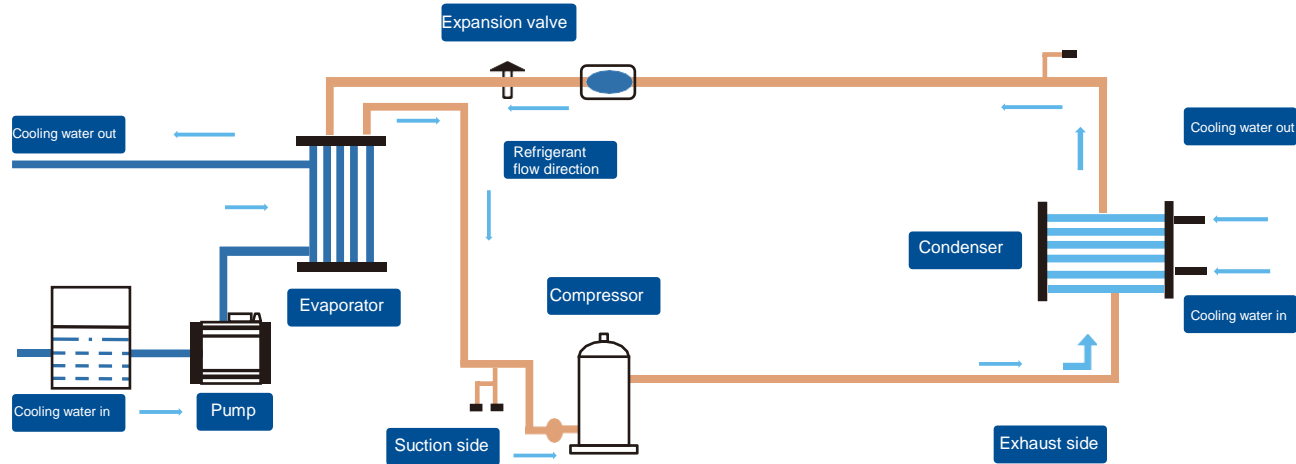 Expansion valve
Cooling water out
Cooling water out
Refrigerant
flow direction
Condenser
Evaporator
Compressor
Cooling water in
Cooling water in
Pump
Suction side
Exhaust side